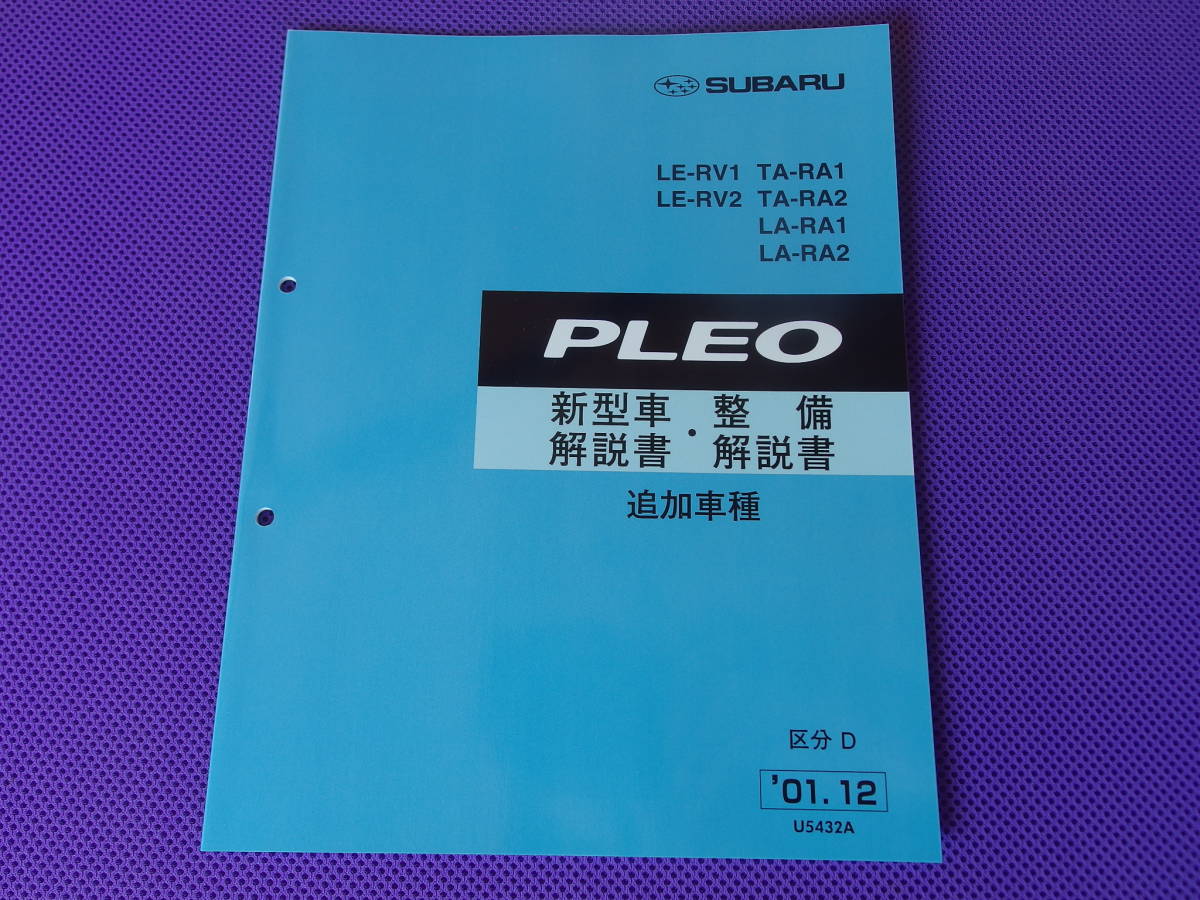 SUBARU
LE-RV1 TA-RA1
LE-RV2 TA-RA2
LA-RA1
LA-RA2
PLEO
新型車・整備
解説書 解説書
追加車種
区分 D
'01.12
U5432A